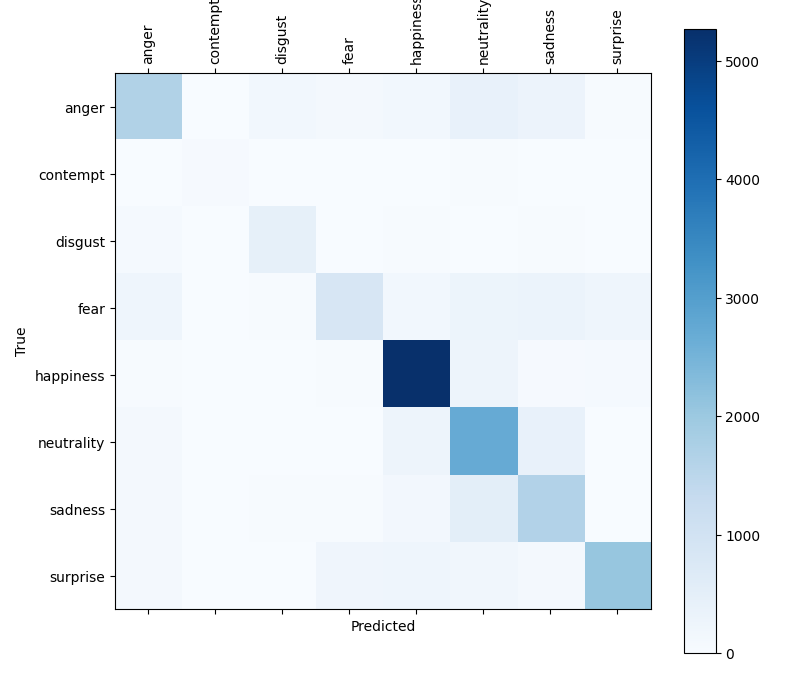 anger
contempt
disgust
fear
happiness
neutrality
sadness
surprise
True
anger
contempt
disgust
fear
happiness
neutrality
sadness
surprise
Predicted
5000
4000
3000
2000
1000
0